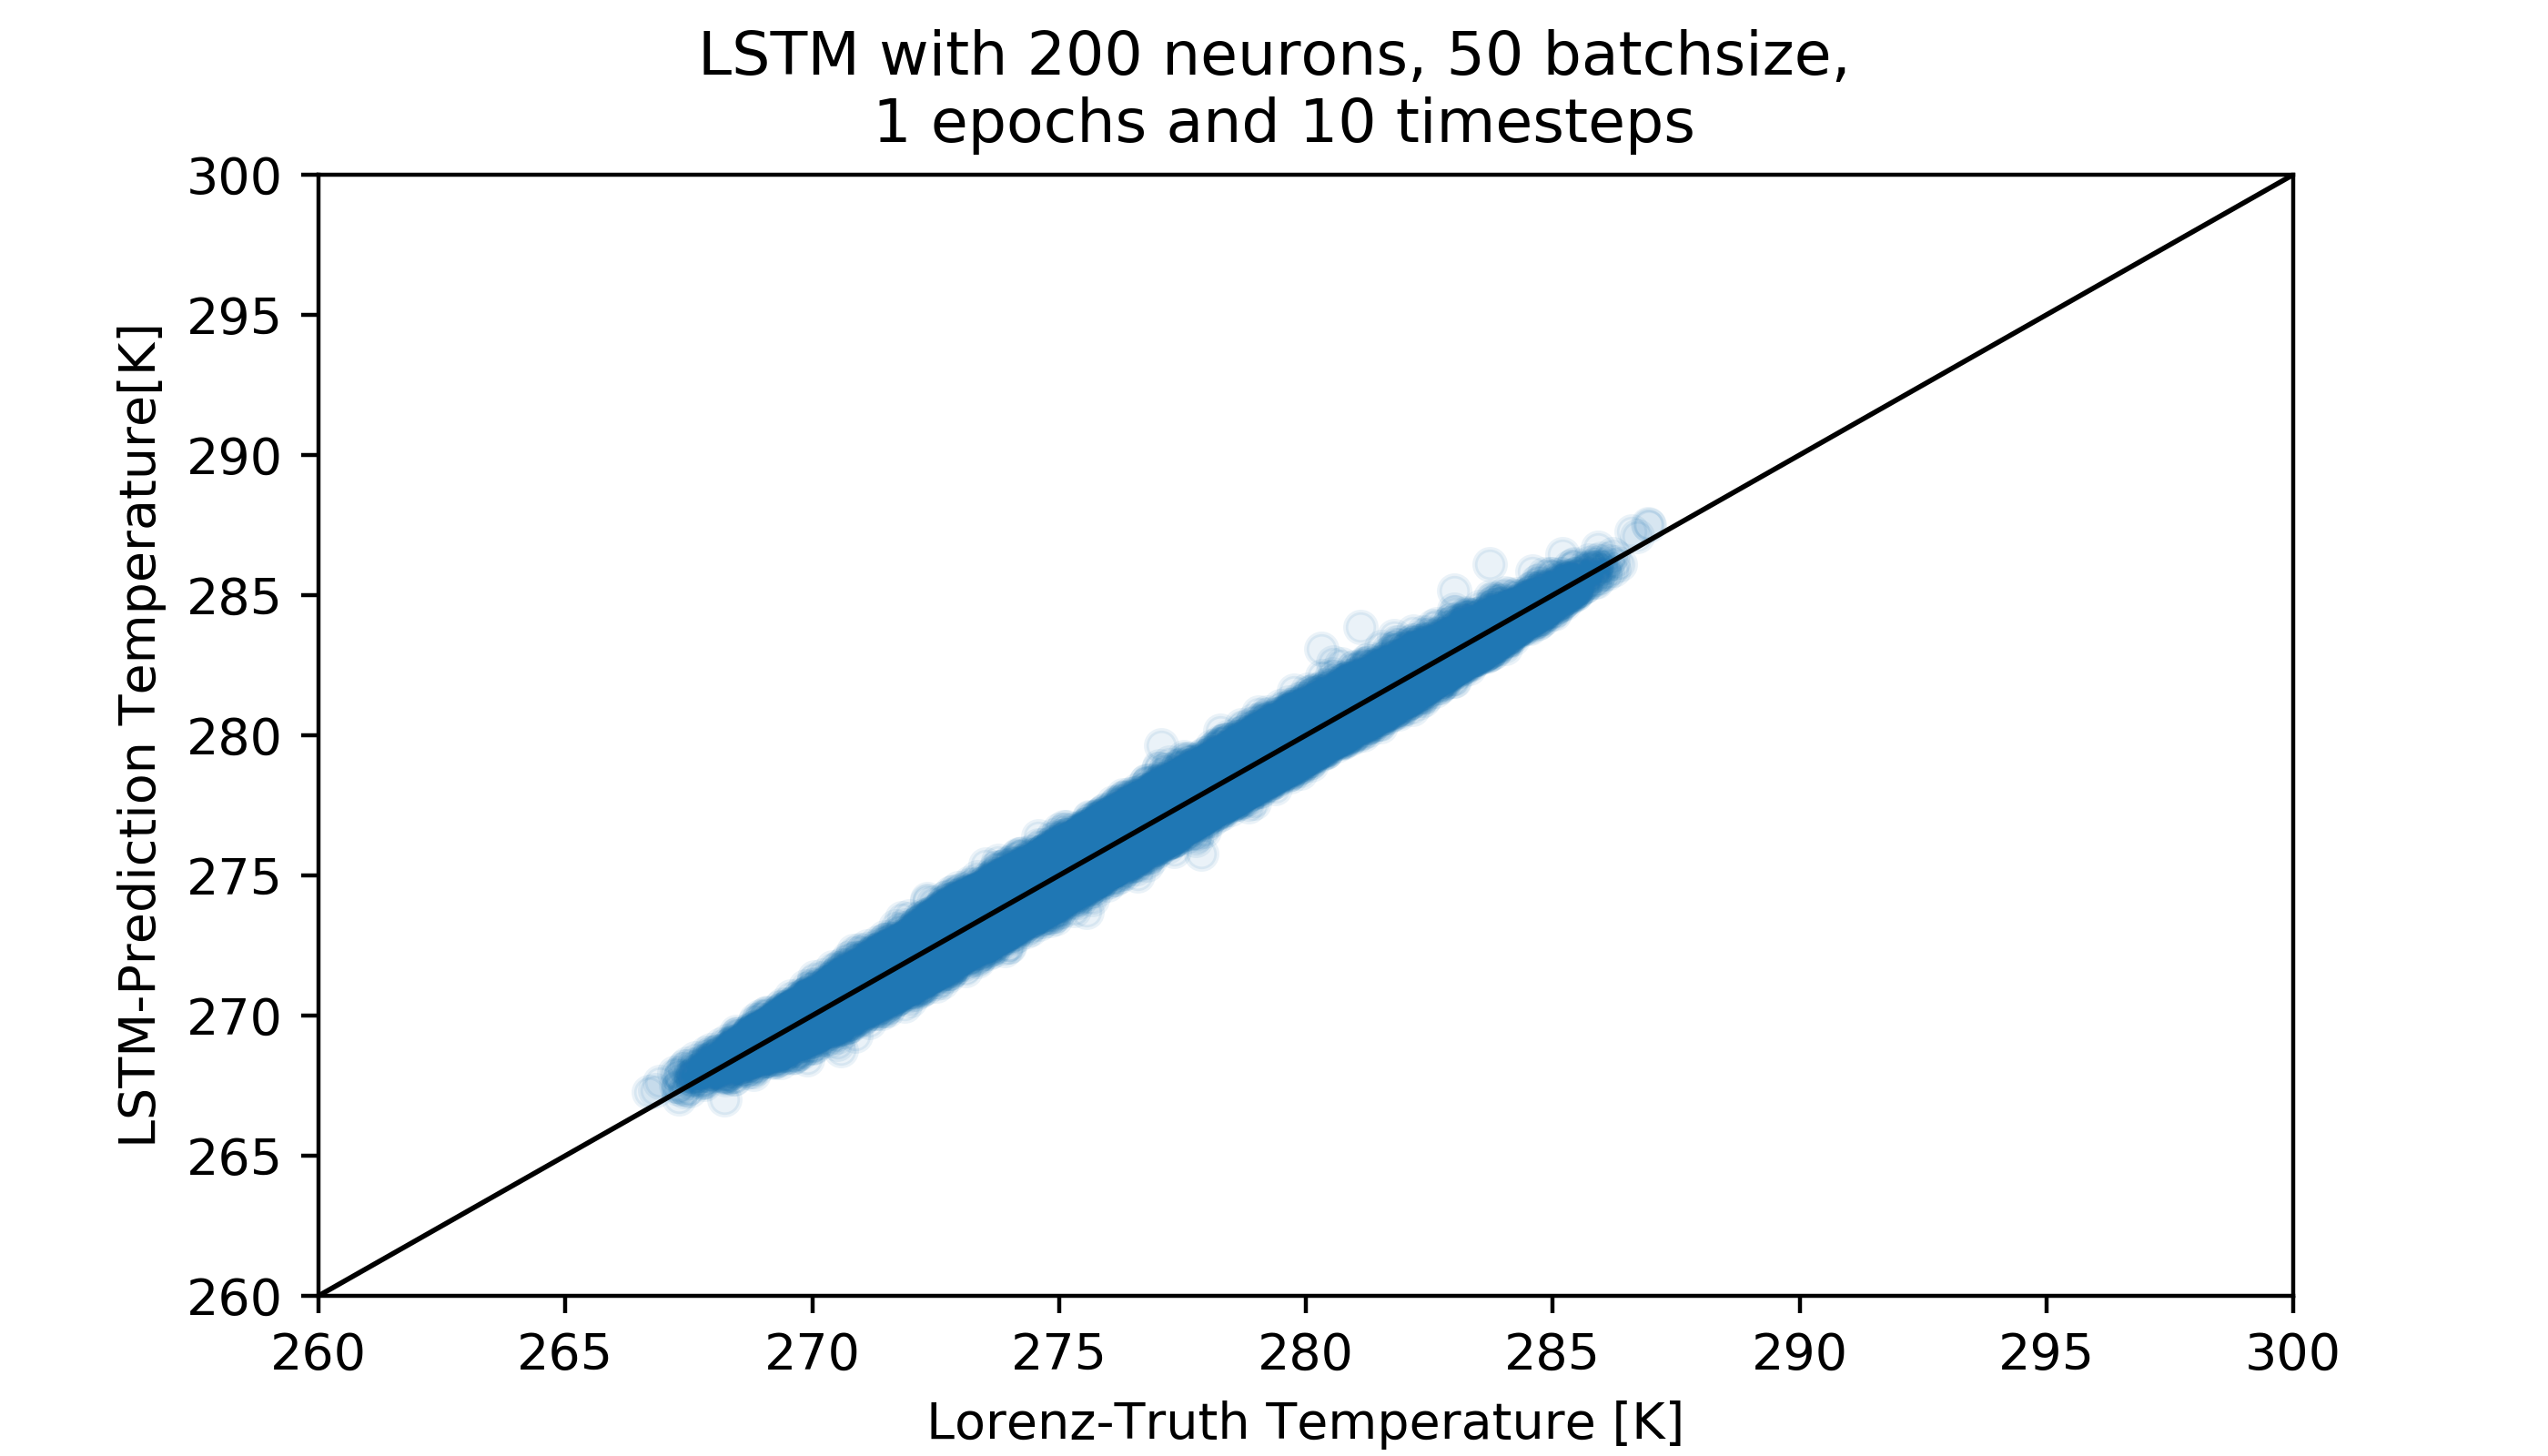 LSTM with 200 neurons, 50 batchsize,
1 epochs and 10 timesteps
300
295
290
285
280
275
270
265
260
LSTM-Prediction Temperature[K]
260 265 270 275 280 285 290 295 300
Lorenz-Truth Temperature [K]